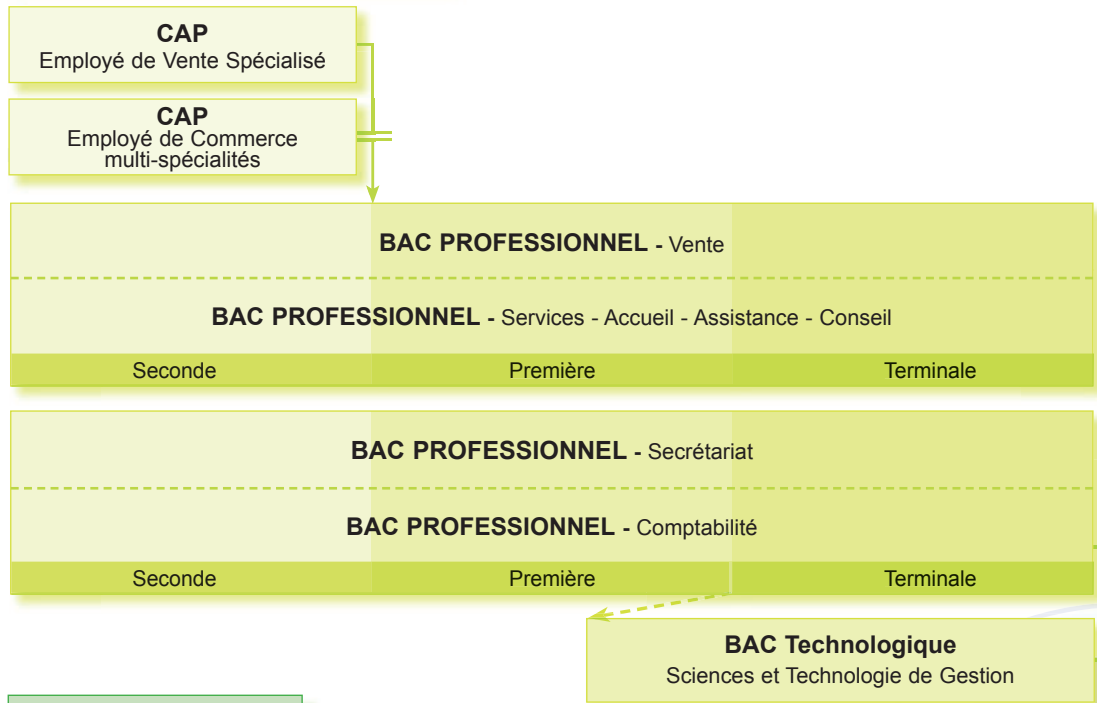 CAP
Employé de Vente Spécialisé
CAP
Employé de Commerce
multi-spécialités
BAC PROFESSIONNEL - Vente
BAC PROFESSIONNEL - Services - Accueil - Assistance - Conseil
Seconde Première Terminale
BAC PROFESSIONNEL - Secrétariat
BAC PROFESSIONNEL - Comptabilité
Seconde Première Terminale
BAC Technologique
Sciences et Technologie de Gestion